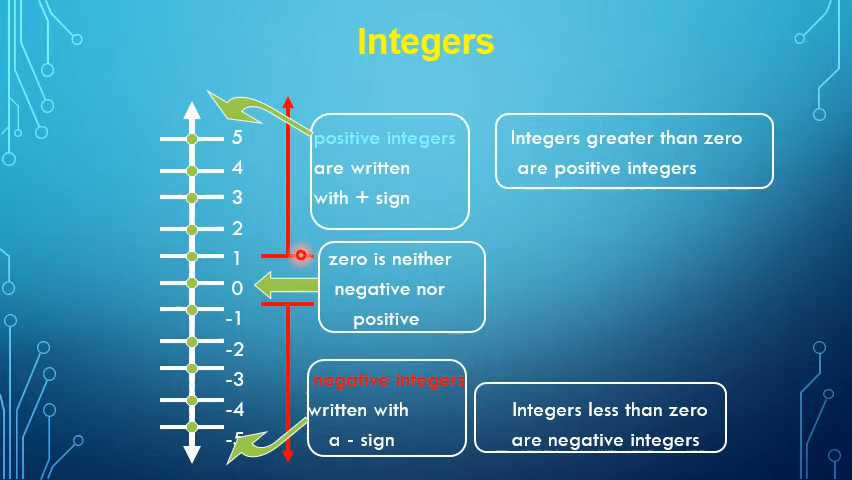 Integers
5
4
3
2
1
0
-1
-2
-3
-4
-5
positive integers
are written
with + sign
Integers greater than zero
are positive integers
zero is neither
negative nor
positive
negative integers
written with
a - sign
Integers less than zero
are negative integers